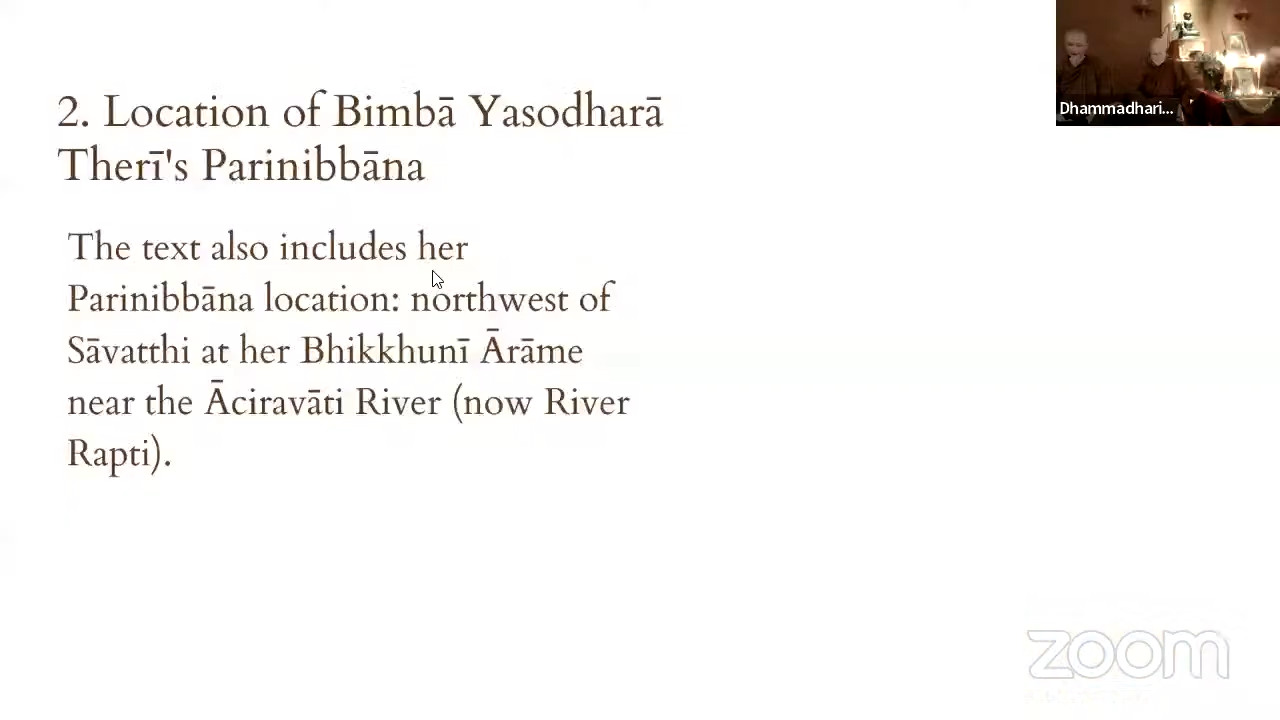 2. Location of Bimbā Yasodharā
Therī's Parinibbāna
The text also includes her
Parinibbāna location: northwest of
Sāvatthi at her Bhikkhunī Ārāme
near the Āciravāti River (now River
Rapti).
Dhammadhari...
zoom